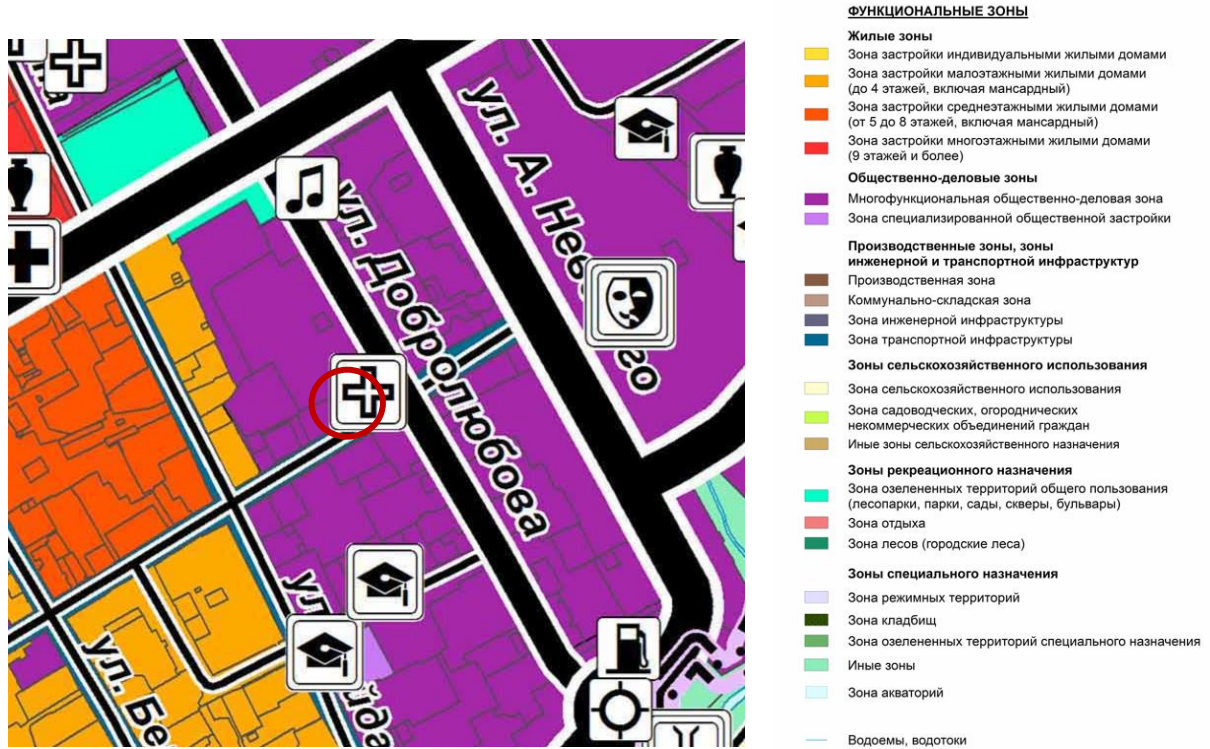 ул. А. Невского
ул. Добролюбова
ул. Бе
йда
ФУНКЦИОНАЛЬНЫЕ ЗОНЫ
Жилые зоны
Зона застройки индивидуальными жилыми домами
Зона застройки малоэтажными жилыми домами
(до 4 этажей, включая мансардный)
Зона застройки среднеэтажными жилыми домами
(от 5 до 8 этажей, включая мансардный)
Зона застройки многоэтажными жилыми домами
(9 этажей и более)
Общественно-деловые зоны
Многофункциональная общественно-деловая зона
Зона специализированной общественной застройки
Производственные зоны, зоны
инженерной и транспортной инфраструктур
Производственная зона
Коммунально-складская зона
Зона инженерной инфраструктуры
Зона транспортной инфраструктуры
Зоны сельскохозяйственного использования
Зона сельскохозяйственного использования
Зона садоводческих, огороднических
некоммерческих объединений граждан
Иные зоны сельскохозяйственного назначения
Зоны рекреационного назначения
Зона озелененных территорий общего пользования
(лесопарки, парки, сады, скверы, бульвары)
Зона отдыха
Зона лесов (городские леса)
Зоны специального назначения
Зона режимных территорий
Зона кладбищ
Зона озелененных территорий специального назначения
Иные зоны
Зона акваторий
Водоемы, водотоки